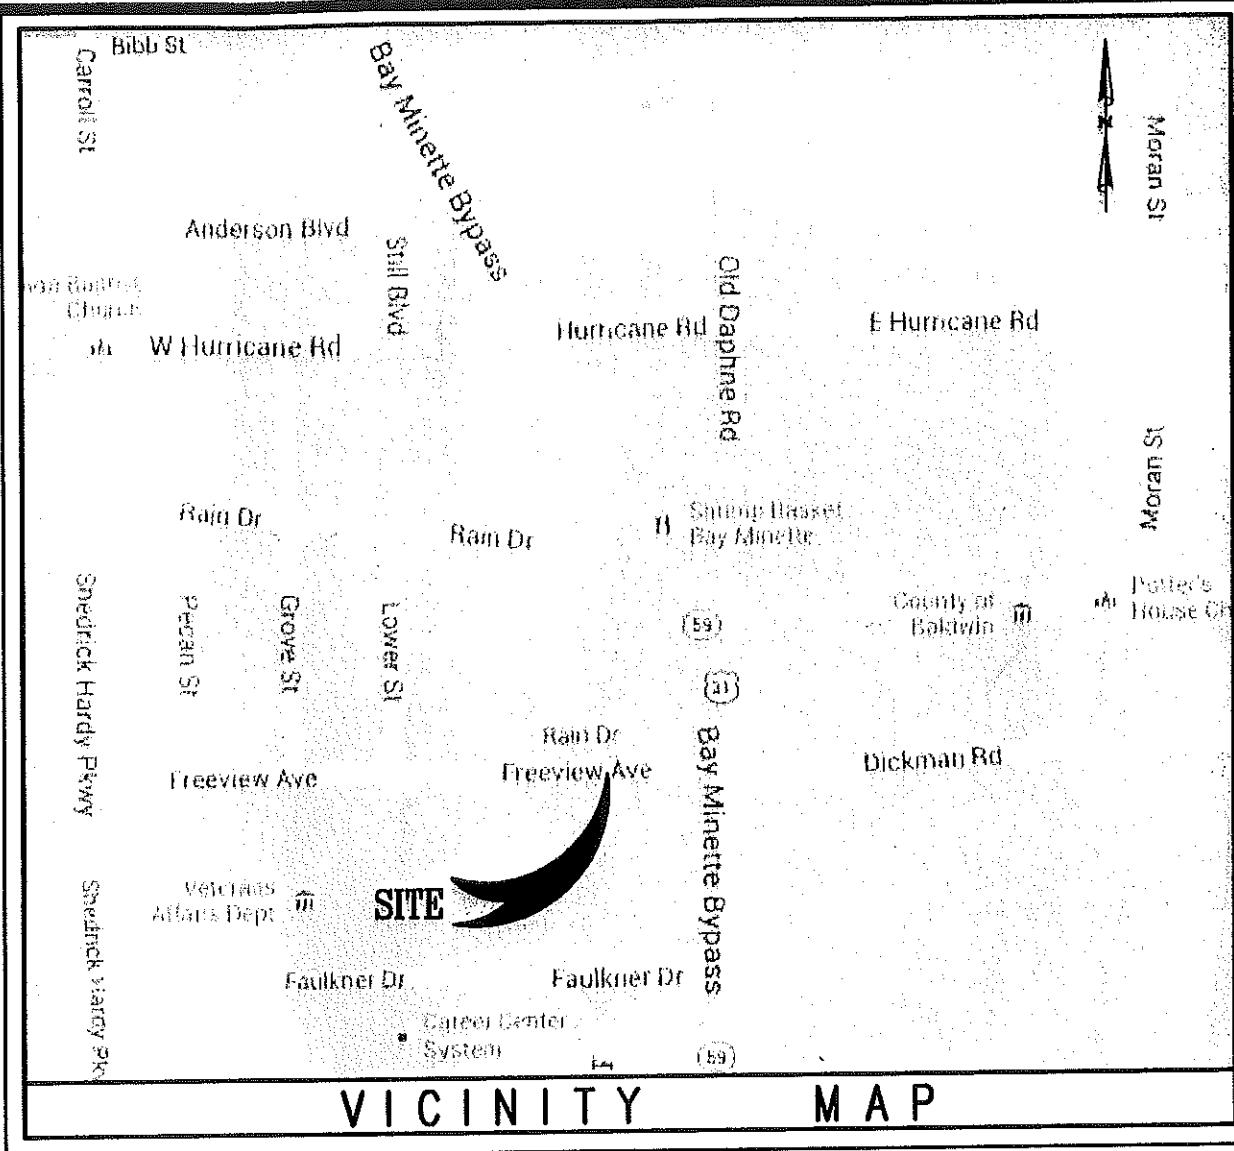 Bibb St
Carroll St
Bay Minette Bypass
N
Moran St
Anderson Blvd
Still Blvd
Old Daphne Rd
Baptist
Church
W Hurricane Rd
Hurricane Rd
E Hurricane Rd
Moran St
Rain Dr
Rain Dr
Shrimp Basket
Bay Minette
Shedrick Hardy Pkwy
Pecan St
Grove St
Lower St
59
County of
Baldwin
Potter's
House Ch
31
Rain Dr
Freeview Ave
Freeview Ave
Bay Minette Bypass
Dickman Rd
Veterans
Affairs Dept
SITE
Shedrick Hardy Pk
Faulkner Dr
Faulkner Dr
Career Center
System
59
VICINITY MAP